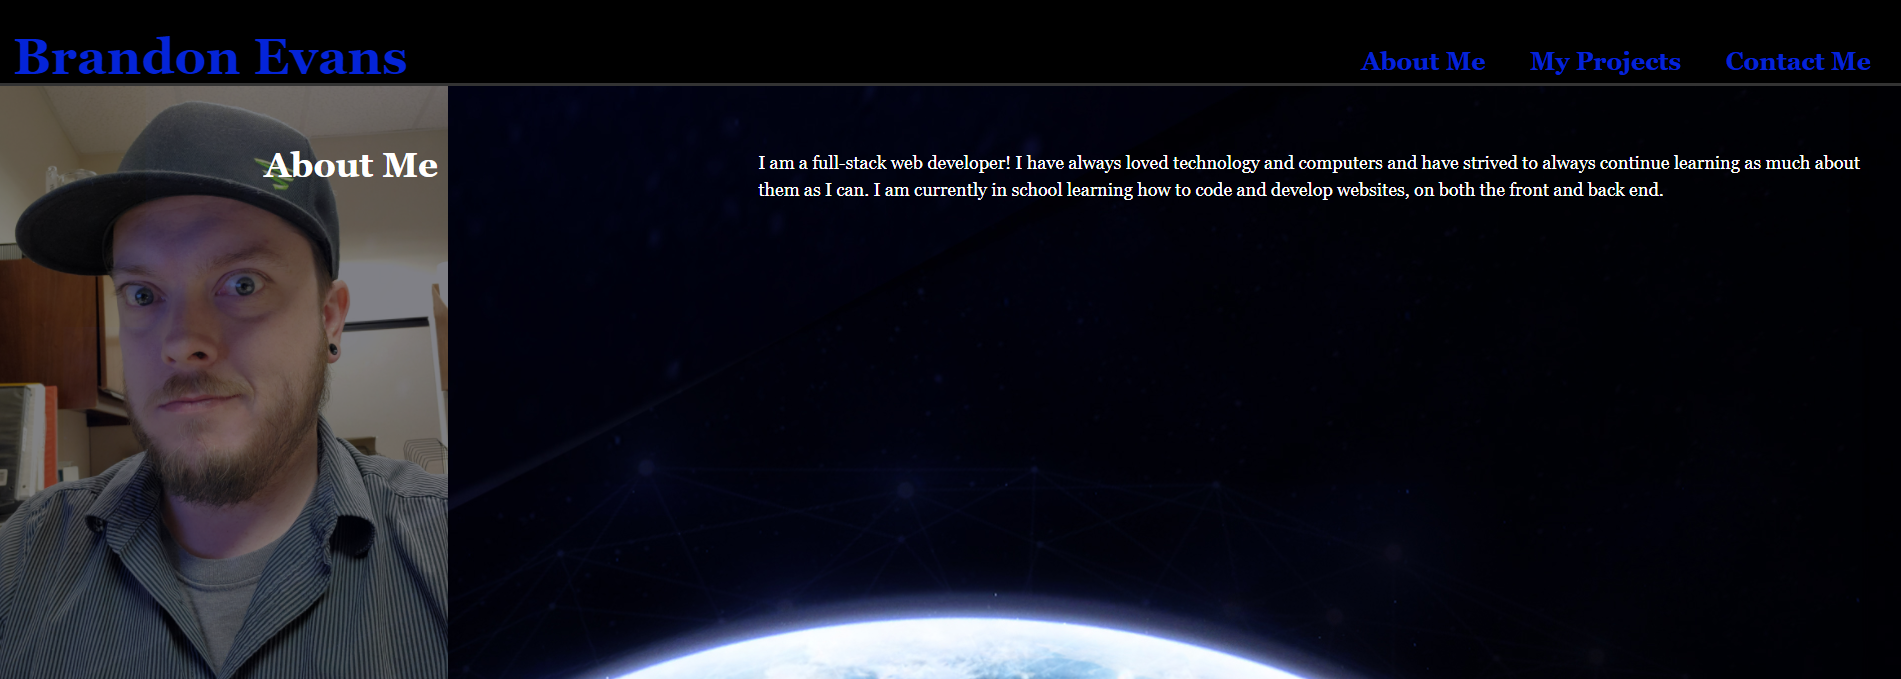 Brandon Evans
About Me
My Projects
Contact Me
About Me
I am a full-stack web developer! I have always loved technology and computers and have strived to always continue learning as much about
them as I can. I am currently in school learning how to code and develop websites, on both the front and back end.